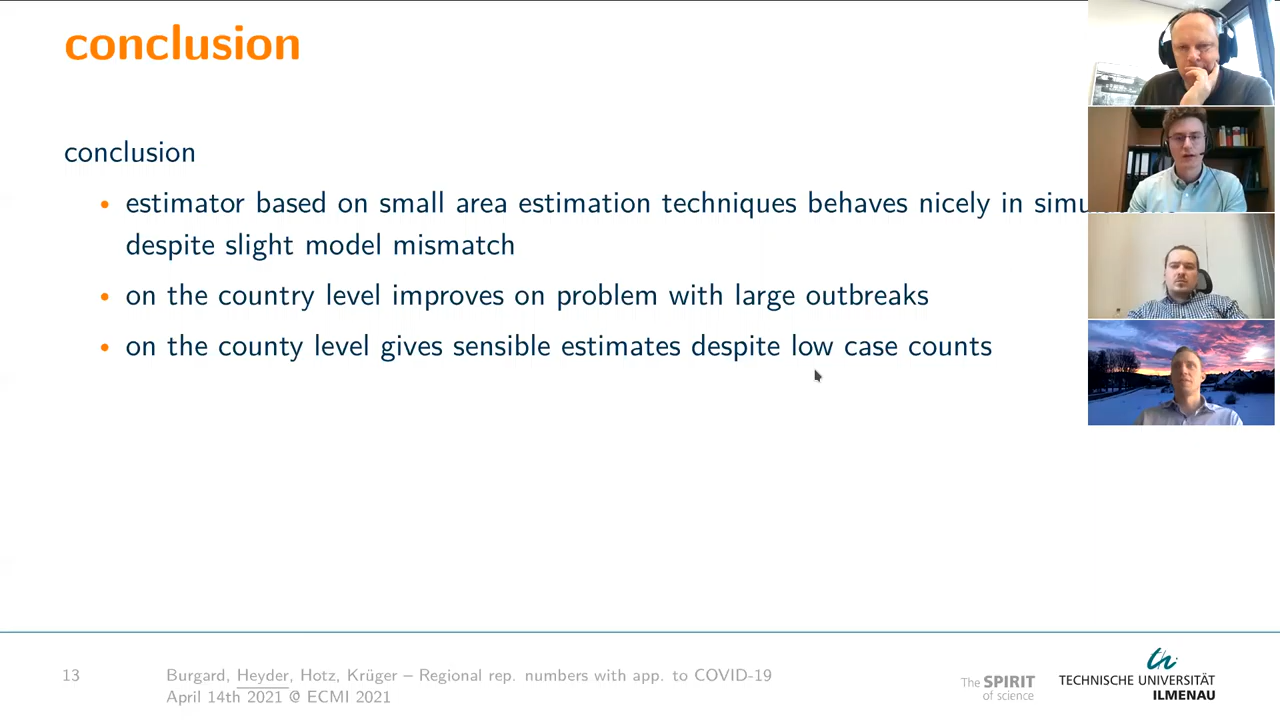 conclusion
conclusion
• estimator based on small area estimation techniques behaves nicely in
despite slight model mismatch
• on the country level improves on problem with large outbreaks
• on the county level gives sensible estimates despite low case counts
13
Burgard, Heyder, Hotz, Krüger – Regional rep. numbers with app. to COVID-19
April 14th 2021 @ ECMI 2021
The SPIRIT
of science
th
TECHNISCHE UNIVERSITÄT
ILMENAU